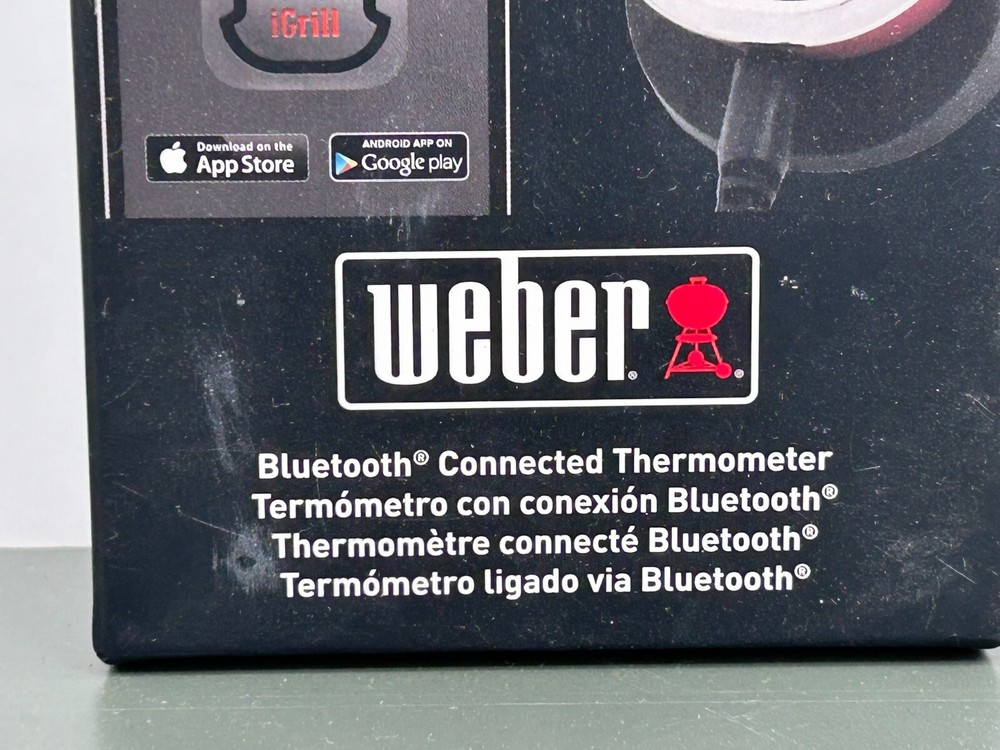 iGrill
Download on the
App Store
ANDROID APP ON
Google play
weber®
®
Bluetooth® Connected Thermometer
Termómetro con conexión Bluetooth®
Thermomètre connecté Bluetooth®
Termómetro ligado via Bluetooth®